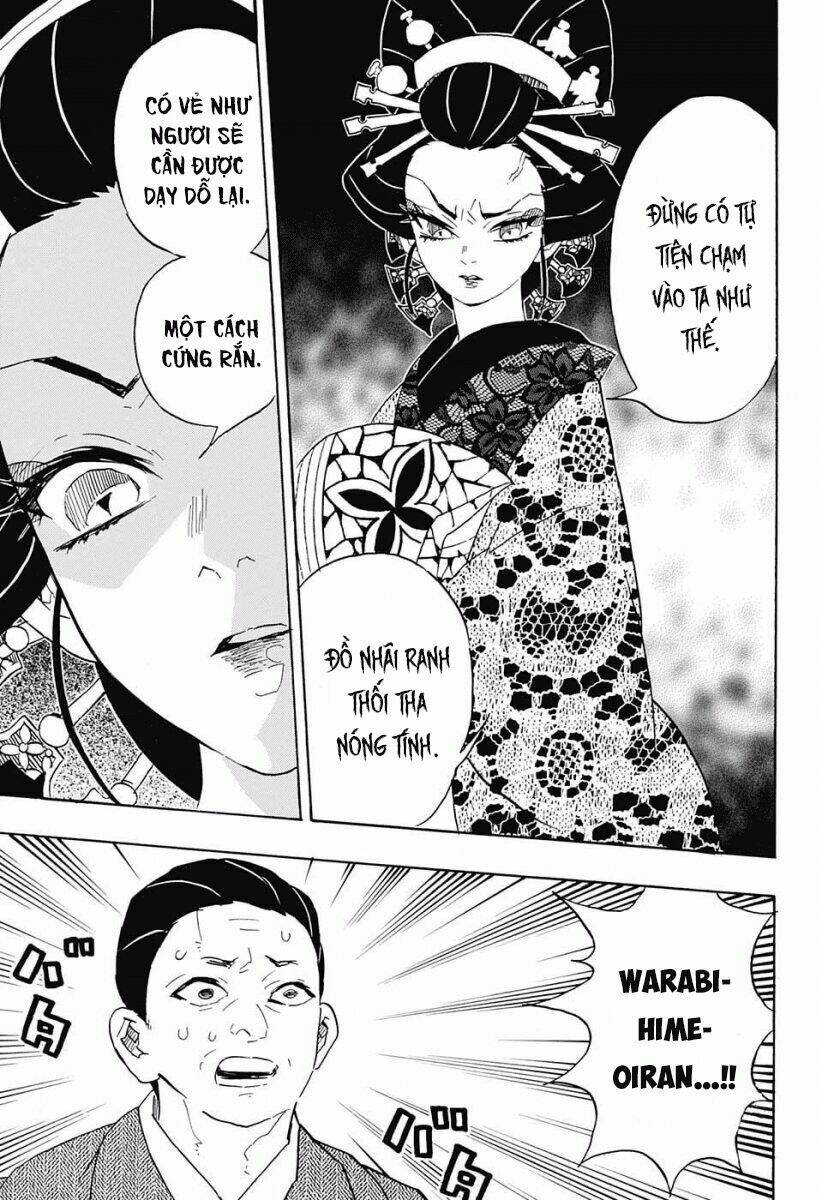 ĐỪNG CÓ TỰ
TIỆN CHẠM
VÀO TA NHƯ
THẾ.
ĐỒ NHÃI RANH
THỐI THA
NÓNG TÍNH.
CÓ VẺ NHƯ
NGƯƠI SẼ
CẦN ĐƯỢC
DẠY DỖ LẠI.
MỘT CÁCH
CỨNG RẮN.
WARABI-
HIME-
OIRAN...!!